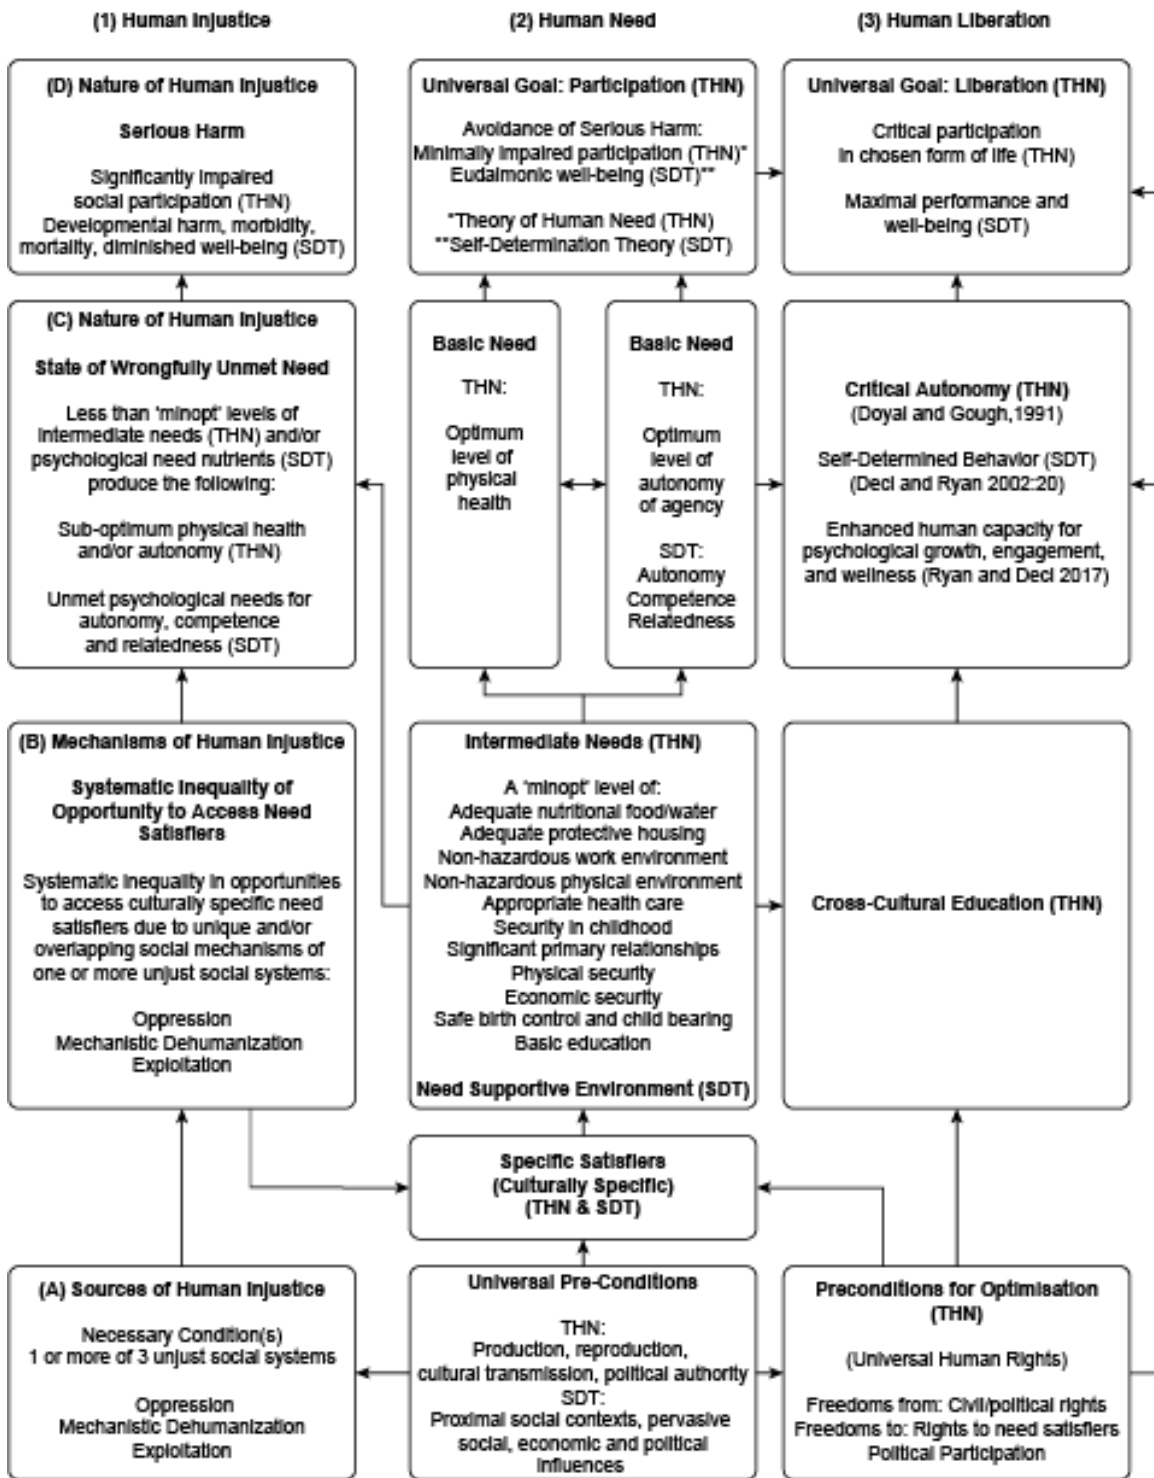 (1) Human Injustice
(2) Human Need
(3) Human Liberation
(D) Nature of Human Injustice
Serious Harm
Significantly impaired
social participation (THN)
Developmental harm, morbidity,
mortality, diminished well-being (SDT)
Universal Goal: Participation (THN)
Avoidance of Serious Harm:
Minimally impaired participation (THN)*
Eudaimonic well-being (SDT)**
*Theory of Human Need (THN)
**Self-Determination Theory (SDT)
Universal Goal: Liberation (THN)
Critical participation
in chosen form of life (THN)
Maximal performance and
well-being (SDT)
(C) Nature of Human Injustice
State of Wrongfully Unmet Need
Less than 'minopt' levels of
intermediate needs (THN) and/or
psychological need nutrients (SDT)
produce the following:
Sub-optimum physical health
and/or autonomy (THN)
Unmet psychological needs for
autonomy, competence
and relatedness (SDT)
Basic Need
THN:
Optimum
level of
physical
health
Basic Need
THN:
Optimum
level of
autonomy
of agency
SDT:
Autonomy
Competence
Relatedness
Critical Autonomy (THN)
(Doyal and Gough,1991)
Self-Determined Behavior (SDT)
(Deci and Ryan 2002:20)
Enhanced human capacity for
psychological growth, engagement,
and wellness (Ryan and Deci 2017)
(B) Mechanisms of Human Injustice
Systematic Inequality of
Opportunity to Access Need
Satisfiers
Systematic inequality in opportunities
to access culturally specific need
satisfiers due to unique and/or
overlapping social mechanisms of
one or more unjust social systems:
Oppression
Mechanistic Dehumanization
Exploitation
Intermediate Needs (THN)
A 'minopt' level of:
Adequate nutritional food/water
Adequate protective housing
Non-hazardous work environment
Non-hazardous physical environment
Appropriate health care
Security in childhood
Significant primary relationships
Physical security
Economic security
Safe birth control and child bearing
Basic education
Need Supportive Environment (SDT)
Cross-Cultural Education (THN)
Specific Satisfiers
(Culturally Specific)
(THN & SDT)
(A) Sources of Human Injustice
Necessary Condition(s)
1 or more of 3 unjust social systems
Oppression
Mechanistic Dehumanization
Exploitation
Universal Pre-Conditions
THN:
Production, reproduction,
cultural transmission, political authority
SDT:
Proximal social contexts, pervasive
social, economic and political
influences
Preconditions for Optimisation
(THN)
(Universal Human Rights)
Freedoms from: Civil/political rights
Freedoms to: Rights to need satisfiers
Political Participation